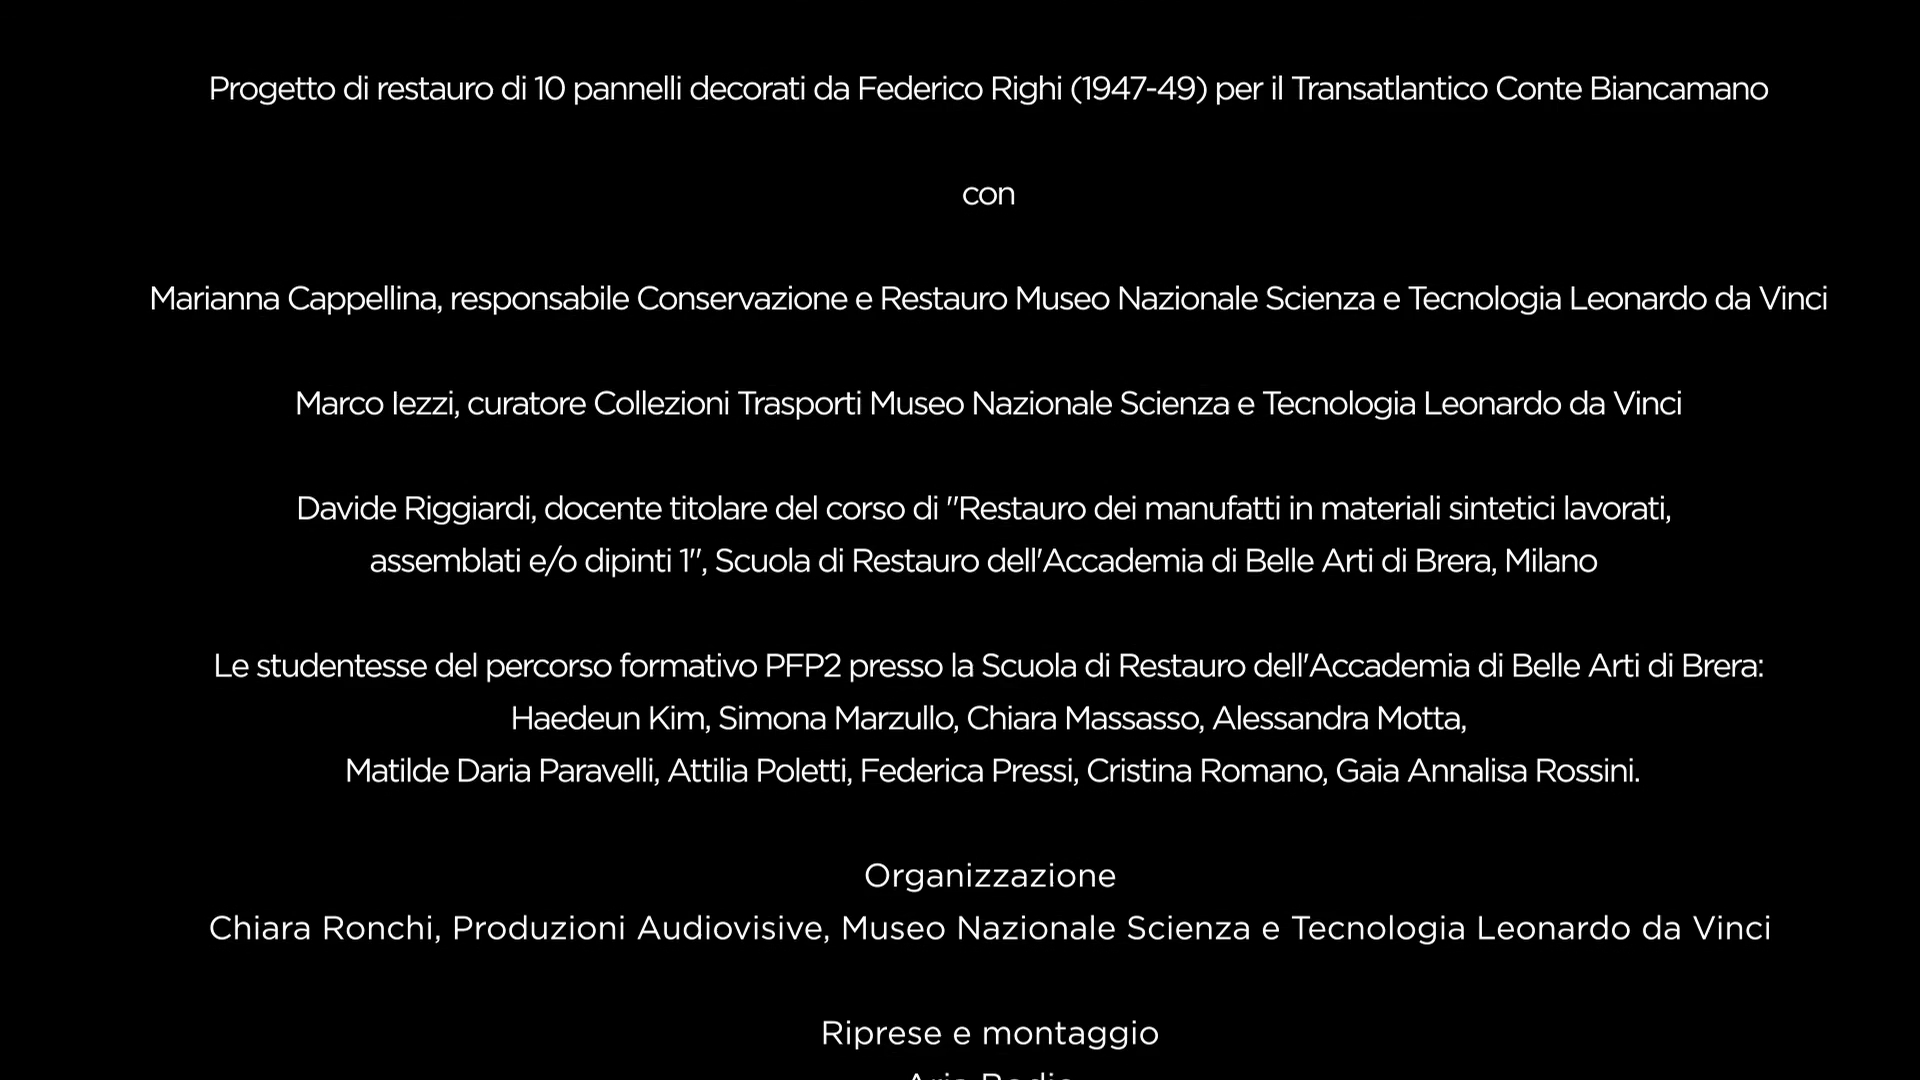 Progetto di restauro di 10 pannelli decorati da Federico Righi (1947-49) per il Transatlantico Conte Biancamano
con
Marianna Cappellina, responsabile Conservazione e Restauro Museo Nazionale Scienza e Tecnologia Leonardo da Vinci
Marco Iezzi, curatore Collezioni Trasporti Museo Nazionale Scienza e Tecnologia Leonardo da Vinci
Davide Riggiardi, docente titolare del corso di "Restauro dei manufatti in materiali sintetici lavorati,
assemblati e/o dipinti 1", Scuola di Restauro dell'Accademia di Belle Arti di Brera, Milano
Le studentesse del percorso formativo PFP2 presso la Scuola di Restauro dell'Accademia di Belle Arti di Brera:
Haedeun Kim, Simona Marzullo, Chiara Massasso, Alessandra Motta,
Matilde Daria Paravelli, Attilia Poletti, Federica Pressi, Cristina Romano, Gaia Annalisa Rossini.
Organizzazione
Chiara Ronchi, Produzioni Audiovisive, Museo Nazionale Scienza e Tecnologia Leonardo da Vinci
Riprese e montaggio